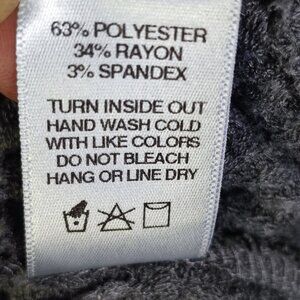 63% POLYESTER
34% RAYON
3% SPANDEX
TURN INSIDE OUT
HAND WASH COLD
WITH LIKE COLORS
DO NOT BLEACH
HANG OR LINE DRY